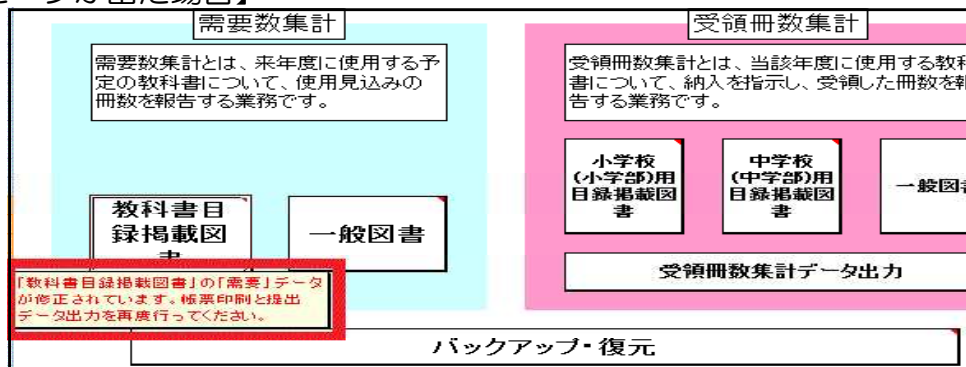 需要数集計
需要数集計とは、来年度に使用する予
定の教科書について、使用見込みの
冊数を報告する業務です。
教科書目
録掲載図
一般図書
「教科書目録掲載図書」の「需要」データ
が修正されています。帳票印刷と提出
データ出力を再度行ってください。
受領冊数集計
受領冊数集計とは、当該年度に使用する教科
書について、納入を指示し、受領した冊数を報
告する業務です。
小学校
(小学部)用
目録掲載図
書
中学校
(中学部)用
目録掲載図
書
一般図書
受領冊数集計データ出力
バックアップ・復元